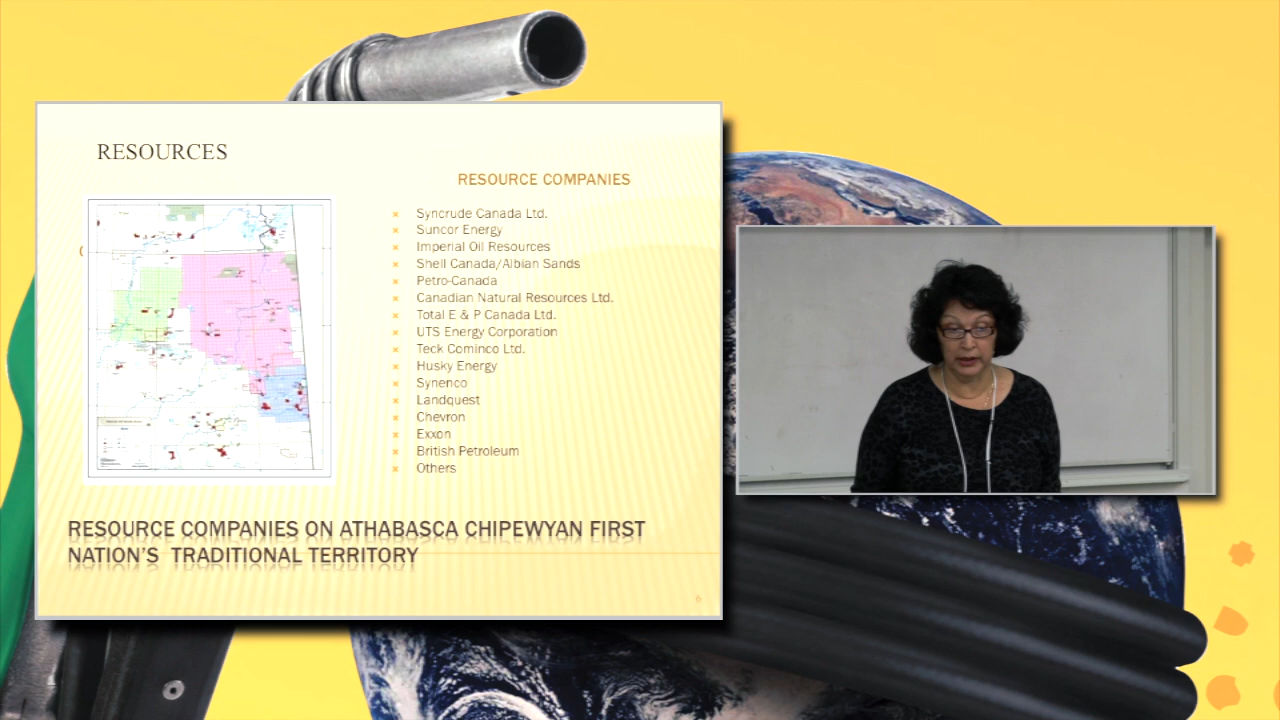 RESOURCES
RESOURCE COMPANIES
Syncrude Canada Ltd.
Suncor Energy
Imperial Oil Resources
Shell Canada/Albian Sands
Petro-Canada
Canadian Natural Resources Ltd.
Total E & P Canada Ltd.
UTS Energy Corporation
Teck Cominco Ltd.
Husky Energy
Synenco
Landquest
Chevron
Exxon
British Petroleum
Others
RESOURCE COMPANIES ON ATHABASCA CHIPEWYAN FIRST
NATION'S TRADITIONAL TERRITORY
6